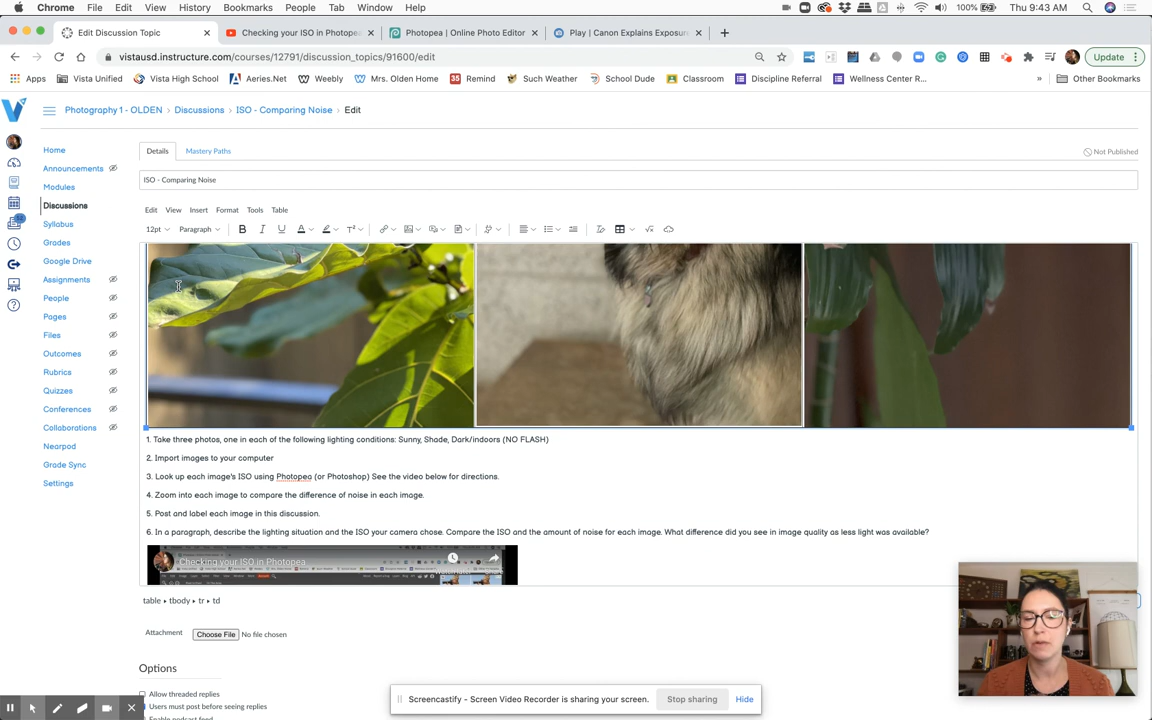 Chrome File Edit View History Bookmarks People Tab Window Help
100% Thu 9:43 AM
Edit Discussion Topic
Checking your ISO in Photopea
Photopea | Online Photo Editor
Play | Canon Explains Exposur
vistausd.instructure.com/courses/12791/discussion_topics/91600/edit
Update
Apps Vista Unified Vista High School Aeries.Net Weebly Mrs. Olden Home 35 Remind Such Weather School Dude Classroom Discipline Referral Wellness Center R... » Other Bookmarks
Photography 1 - OLDEN › Discussions › ISO - Comparing Noise › Edit
Home
Announcements
Modules
Discussions
Syllabus
Grades
Google Drive
Assignments
People
Pages
Files
Outcomes
Rubrics
Quizzes
Conferences
Collaborations
Nearpod
Grade Sync
Settings
Details Mastery Paths
Not Published
ISO - Comparing Noise
Edit View Insert Format Tools Table
12pt Paragraph B I U A
1. Take three photos, one in each of the following lighting conditions: Sunny, Shade, Dark/indoors (NO FLASH)
2. Import images to your computer
3. Look up each image's ISO using Photopea (or Photoshop) See the video below for directions.
4. Zoom into each image to compare the difference of noise in each image.
5. Post and label each image in this discussion.
6. In a paragraph, describe the lighting situation and the ISO your camera chose. Compare the ISO and the amount of noise for each image. What difference did you see in image quality as less light was available?
Checking your ISO in Photopea
table ▸ tbody ▸ tr ▸ td
Attachment Choose File No file chosen
Options
Allow threaded replies
Users must post before seeing replies
Enable podcast feed
Screencastify - Screen Video Recorder is sharing your screen. Stop sharing Hide